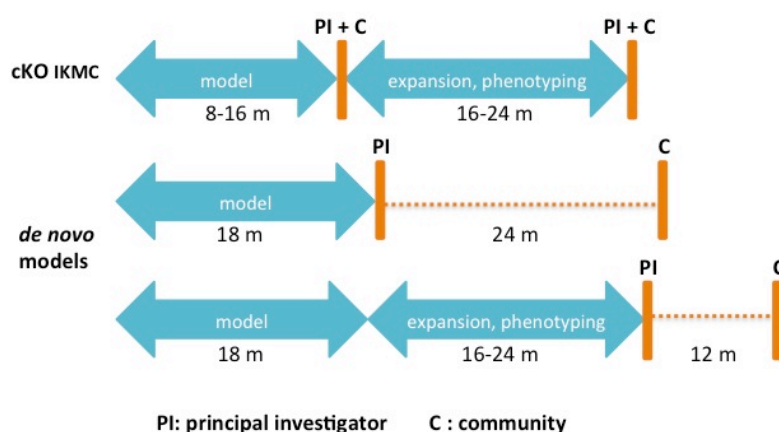 PI + C PI + C
cKO IKMC
model expansion, phenotyping
8-16 m 16-24 m
PI C
model
18 m 24 m
de novo
models
PI C
model expansion, phenotyping
18 m 16-24 m 12 m
PI: principal investigator C : community